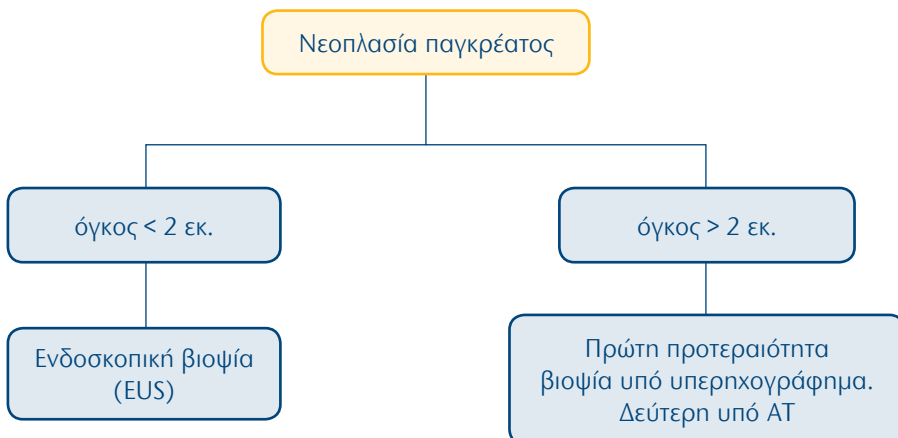 Νεοπλασία παγκρέατος
όγκος < 2 εκ.
όγκος > 2 εκ.
Ενδοσκοπική βιοψία
(EUS)
Πρώτη προτεραιότητα
βιοψία υπό υπερηχογράφημα.
Δεύτερη υπό ΑΤ